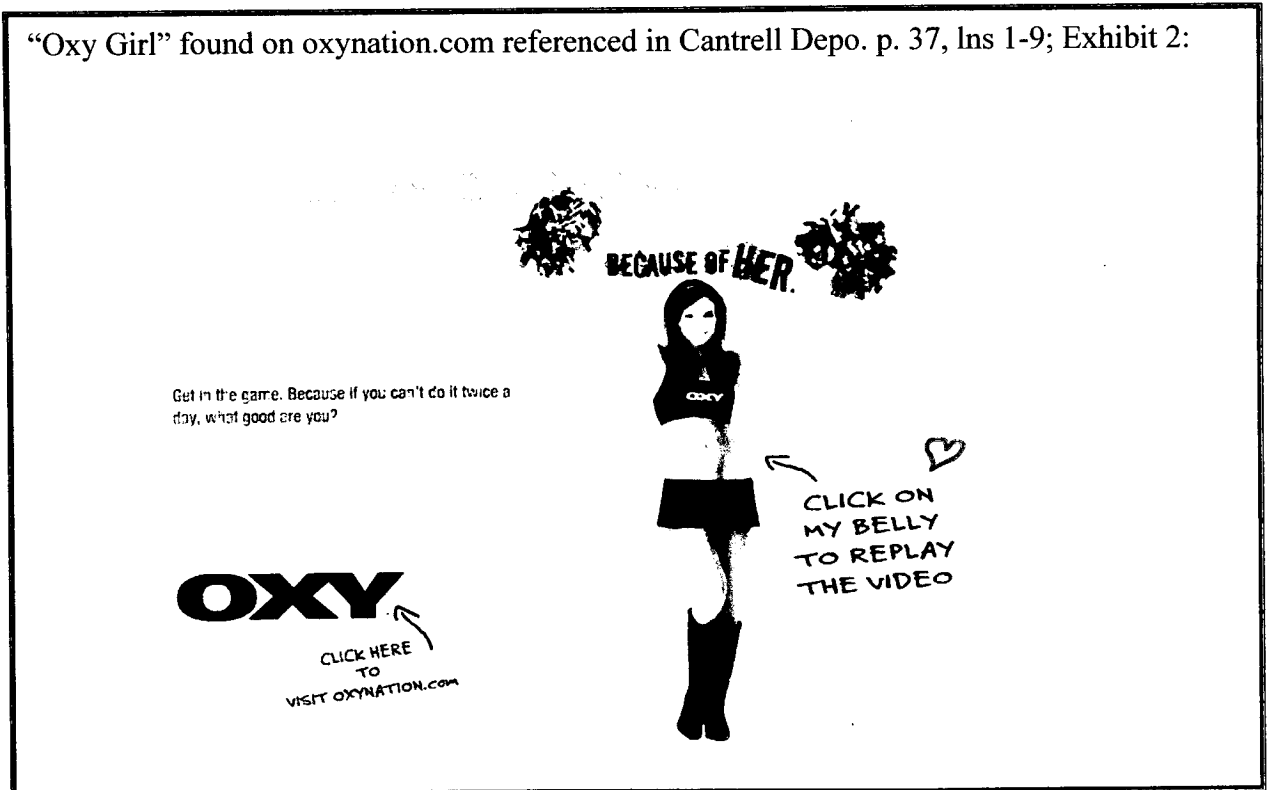 “Oxy Girl” found on oxynation.com referenced in Cantrell Depo. p. 37, lns 1-9; Exhibit 2:
BECAUSE OF HER.
Get in the game. Because if you can't do it twice a
day, what good are you?
OXY
CLICK ON
MY BELLY
TO REPLAY
THE VIDEO
OXY
CLICK HERE
TO
VISIT OXYNATION.com